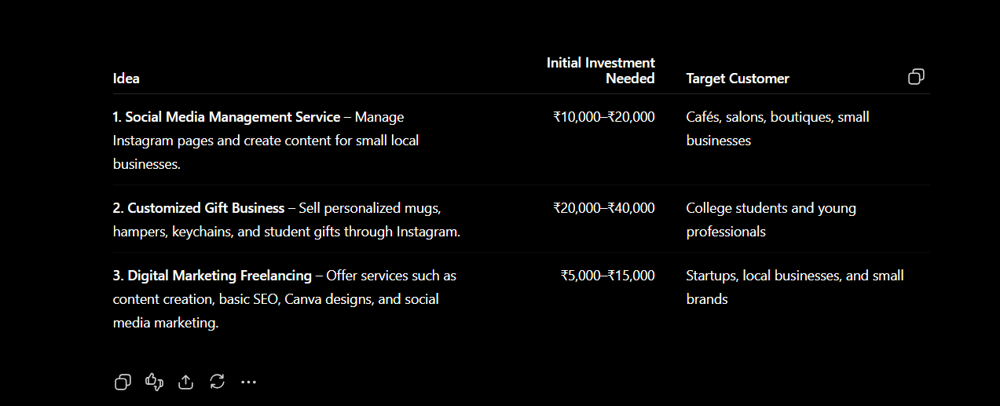 Idea
Initial Investment
Needed
Target Customer
1. Social Media Management Service – Manage
Instagram pages and create content for small local
businesses.
₹10,000–₹20,000
Cafés, salons, boutiques, small
businesses
2. Customized Gift Business – Sell personalized mugs,
hampers, keychains, and student gifts through Instagram.
₹20,000–₹40,000
College students and young
professionals
3. Digital Marketing Freelancing – Offer services such as
content creation, basic SEO, Canva designs, and social
media marketing.
₹5,000–₹15,000
Startups, local businesses, and small
brands